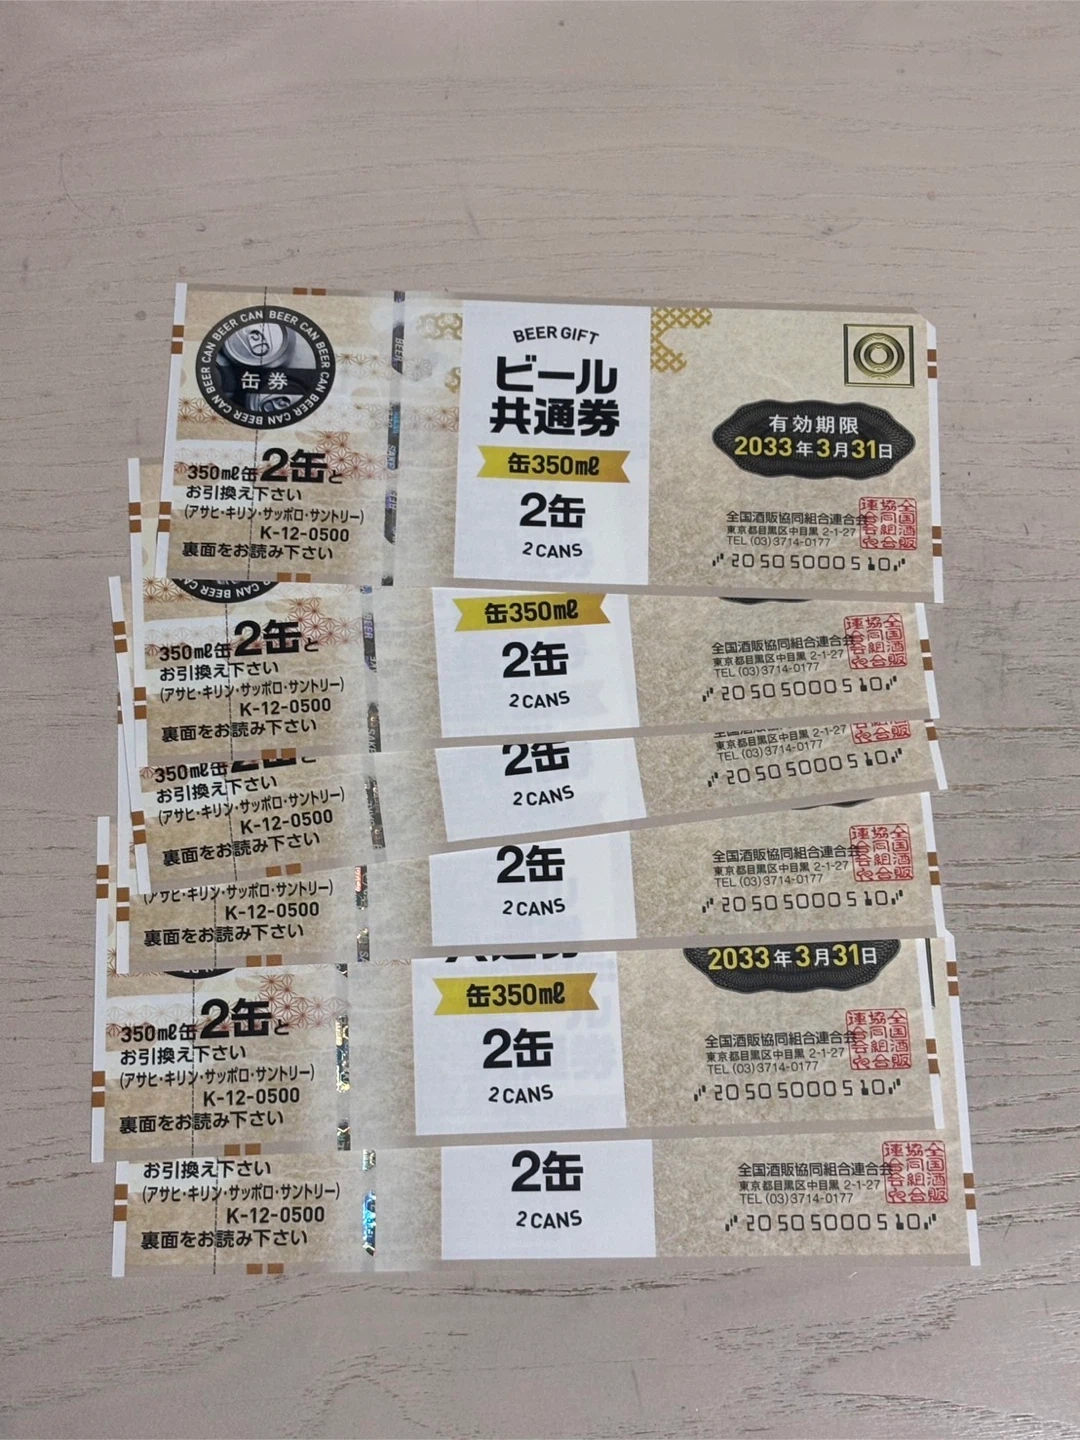 BEER CAN BEER CAN BEER CAN BEER CAN BEER CAN
缶券
350ml缶2缶と
お引換え下さい
(アサヒ・キリン・サッポロ・サントリー)
K-12-0500
裏面をお読み下さい
BEER GIFT
ビール
共通券
缶350ml
2缶
2 CANS
有効期限
2033年3月31日
全国酒販協同組合連合会
東京都目黒区中目黒 2-1-27
TEL (03)3714-0177
20505000510
350ml缶2缶と
お引換え下さい
(アサヒ・キリン・サッポロ・サントリー)
K-12-0500
裏面をお読み下さい
缶350ml
2缶
2 CANS
全国酒販協同組合連合会
東京都目黒区中目黒 2-1-27
TEL (03)3714-0177
20505000510
350ml缶2缶と
お引換え下さい
(アサヒ・キリン・サッポロ・サントリー)
K-12-0500
裏面をお読み下さい
2缶
2 CANS
全国酒販協同組合連合会
東京都目黒区中目黒 2-1-27
TEL (03)3714-0177
20505000510
(アサヒ・キリン・サッポロ・サントリー)
K-12-0500
裏面をお読み下さい
2缶
2 CANS
全国酒販協同組合連合会
東京都目黒区中目黒 2-1-27
TEL (03)3714-0177
20505000510
350ml缶2缶と
お引換え下さい
(アサヒ・キリン・サッポロ・サントリー)
K-12-0500
裏面をお読み下さい
缶350ml
2缶
2 CANS
2033年3月31日
全国酒販協同組合連合会
東京都目黒区中目黒 2-1-27
TEL (03)3714-0177
20505000510
お引換え下さい
(アサヒ・キリン・サッポロ・サントリー)
K-12-0500
裏面をお読み下さい
2缶
2 CANS
全国酒販協同組合連合会
東京都目黒区中目黒 2-1-27
TEL (03)3714-0177
20505000510